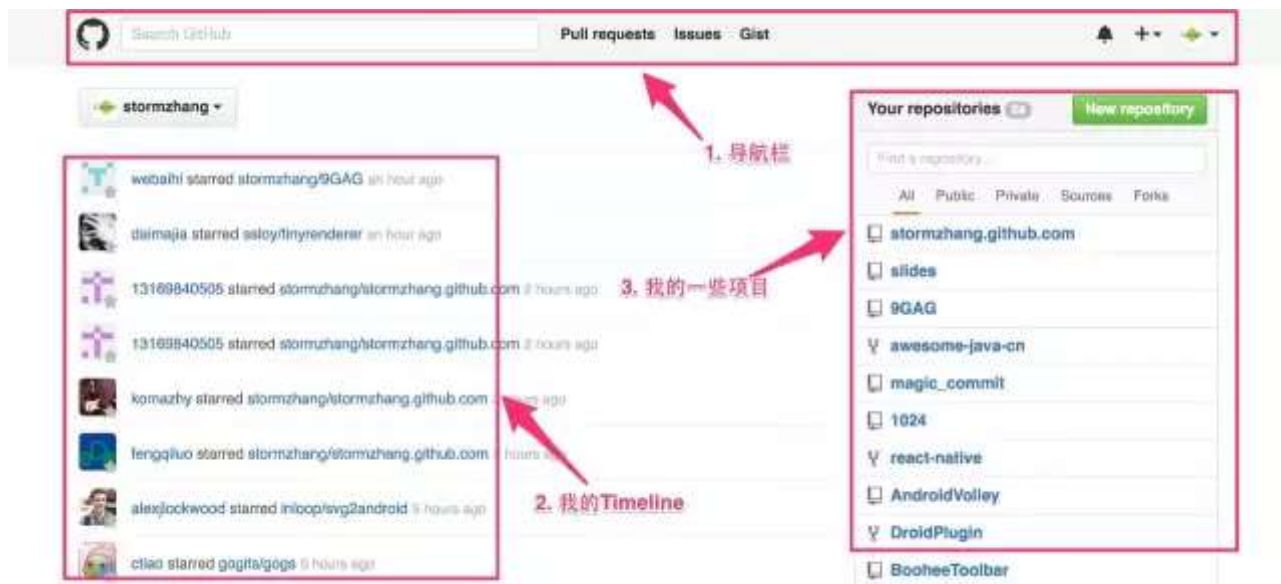 Search GitHub
Pull requests Issues Gist
stormzhang
1. 导航栏
webaihi starred stormzhang/9GAG an hour ago
daimajia starred ssloy/tinyrenderer an hour ago
13169840505 starred stormzhang/stormzhang.github.com 2 hours ago
13169840505 starred stormzhang/stormzhang.github.com 2 hours ago
komazhy starred stormzhang/stormzhang.github.com hours ago
fengqiluo starred stormzhang/stormzhang.github.com hours ago
alexjlockwood starred inloop/svg2android 5 hours ago
starred gogits/gogs hours ago
2. 我的Timeline
3. 我的一些项目
Your repositories
New repository
Find a repository...
All Public Private Sources Forks
stormzhang.github.com
slides
9GAG
awesome-java-cn
magic_commit
1024
react-native
AndroidVolley
DroidPlugin
BooheeToolbar